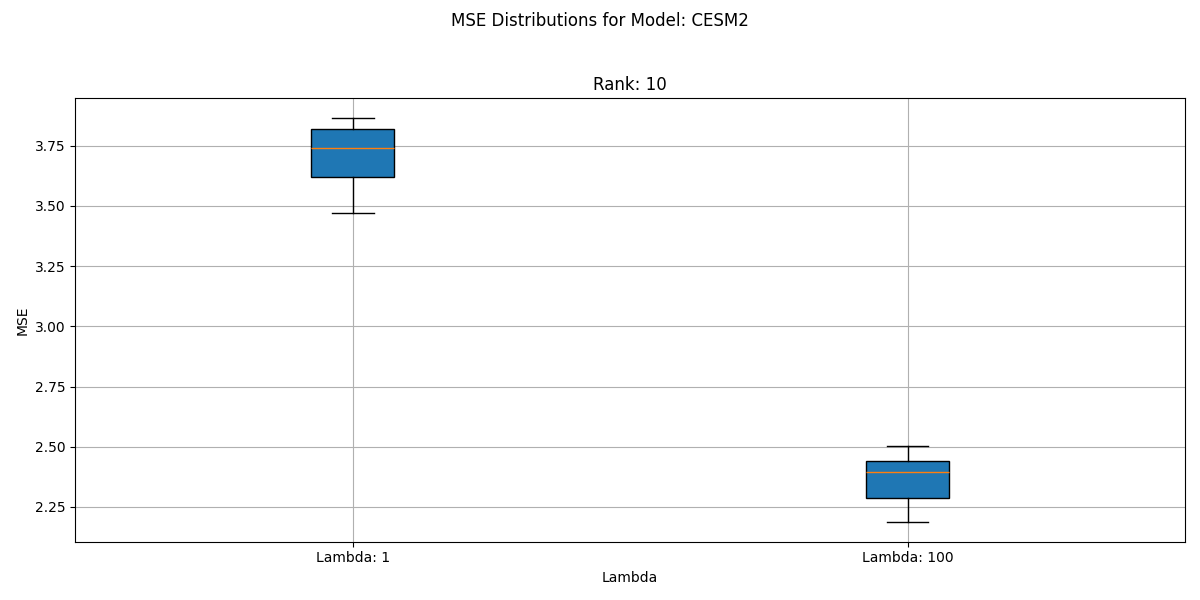 MSE Distributions for Model: CESM2
Rank: 10
MSE
3.75
3.50
3.25
3.00
2.75
2.50
2.25
Lambda: 1
Lambda: 100
Lambda